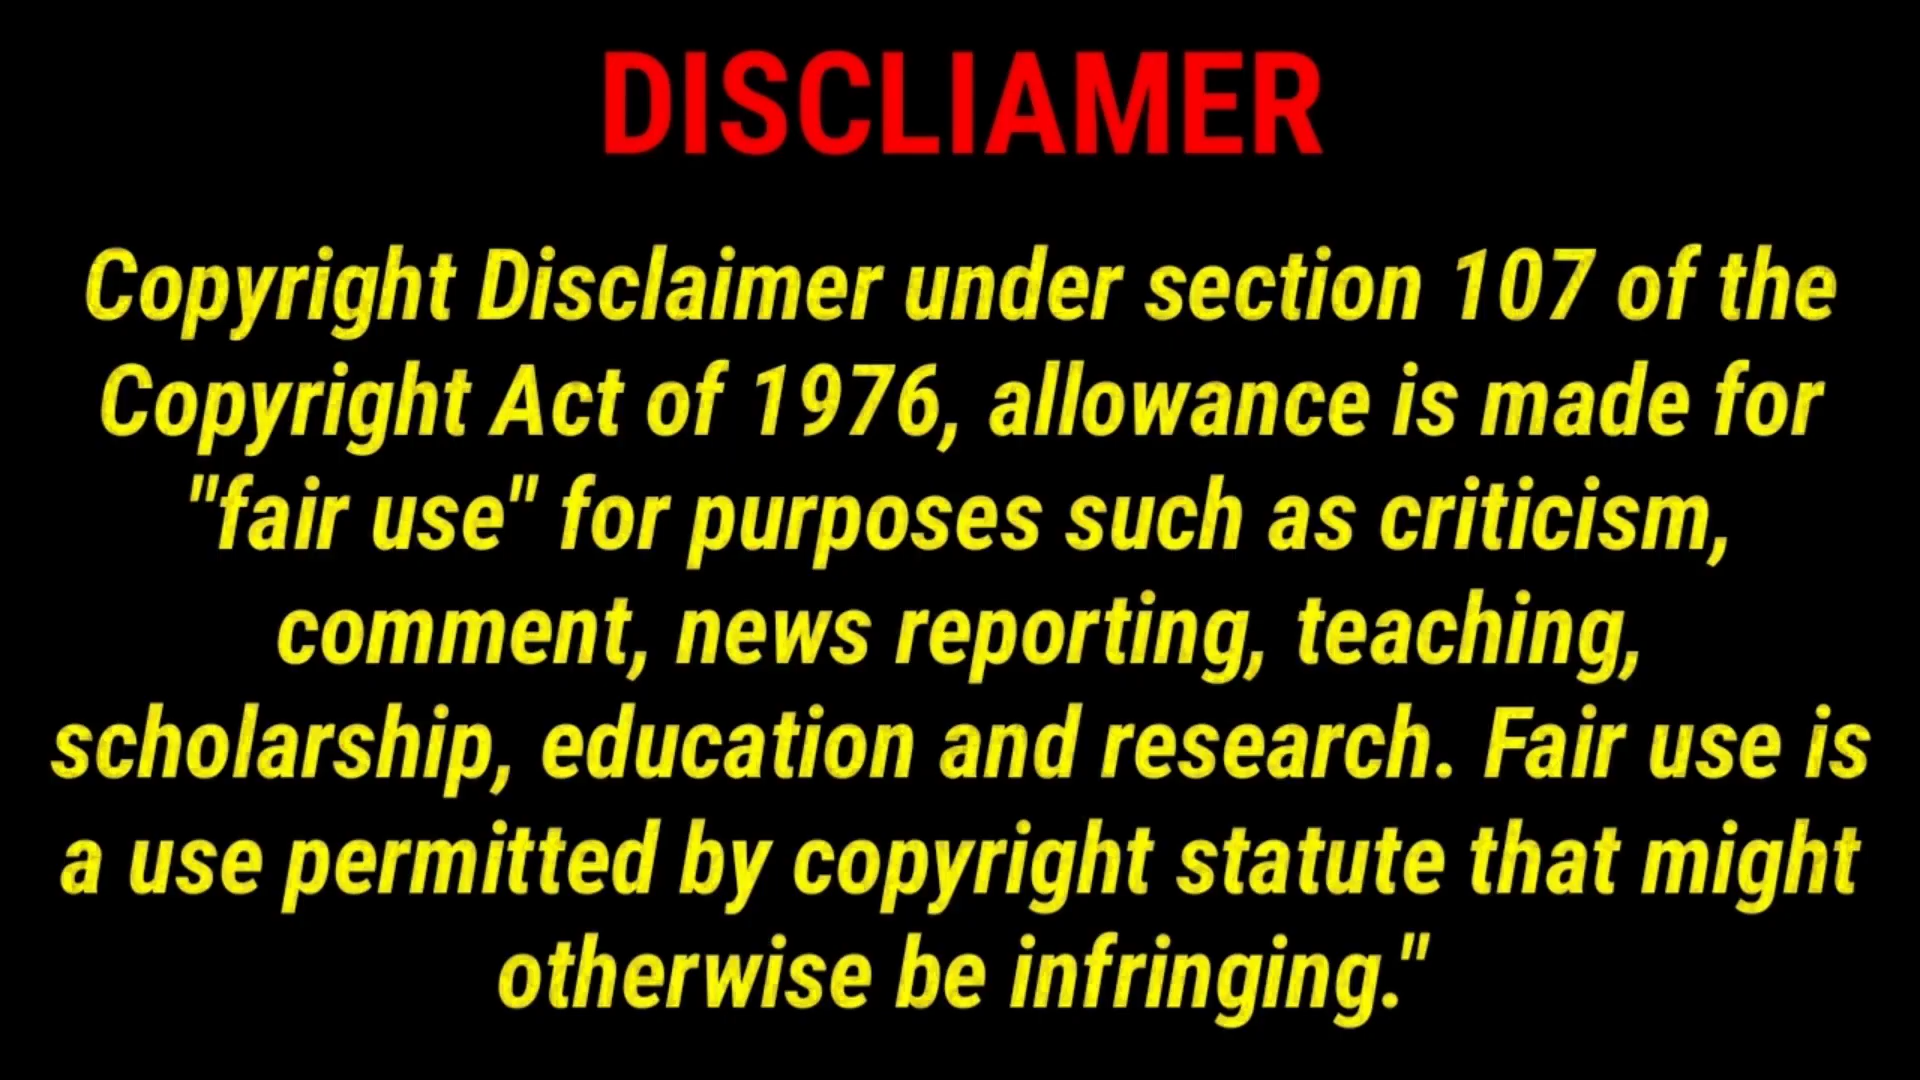 DISCLIAMER
Copyright Disclaimer under section 107 of the
Copyright Act of 1976, allowance is made for
"fair use" for purposes such as criticism,
comment, news reporting, teaching,
scholarship, education and research. Fair use is
a use permitted by copyright statute that might
otherwise be infringing."